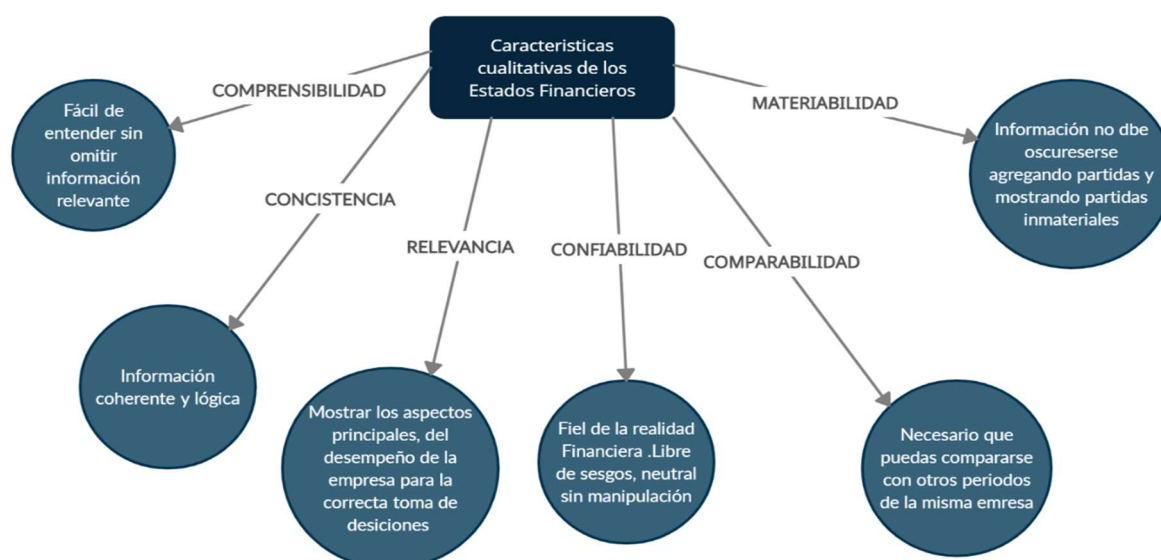 Caracteristicas
cualitativas de los
Estados Financieros
COMPRENSIBILIDAD
Fácil de
entender sin
omitir
información
relevante
CONCISTENCIA
Información
coherente y lógica
RELEVANCIA
Mostrar los aspectos
principales, del
desempeño de la
empresa para la
correcta toma de
desiciones
CONFIABILIDAD
Fiel de la realidad
Financiera .Libre
de sesgos, neutral
sin manipulación
COMPARABILIDAD
Necesario que
puedas compararse
con otros periodos
de la misma emresa
MATERIABILIDAD
Información no dbe
oscureserse
agregando partidas y
mostrando partidas
inmateriales